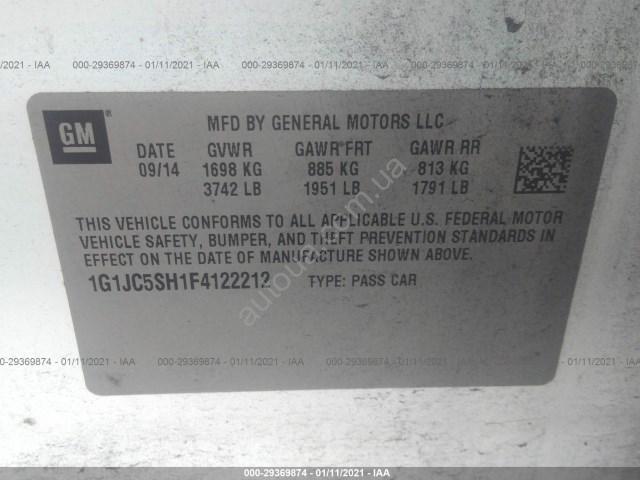 000-29369874 - 01/11/2021 - IAA
GM ®
MFD BY GENERAL MOTORS LLC
DATE GVWR GAWR FRT GAWR RR
09/14 1698 KG 885 KG 813 KG
3742 LB 1951 LB 1791 LB
THIS VEHICLE CONFORMS TO ALL APPLICABLE U.S. FEDERAL MOTOR
VEHICLE SAFETY, BUMPER, AND THEFT PREVENTION STANDARDS IN
EFFECT ON THE DATE OF MANUFACTURE SHOWN ABOVE.
1G1JC5SH1F4122212 TYPE: PASS CAR
autoauction.com.ua
000-29369874 - 01/11/2021 - IAA
000-29369874 - 01/11/2021 - IAA